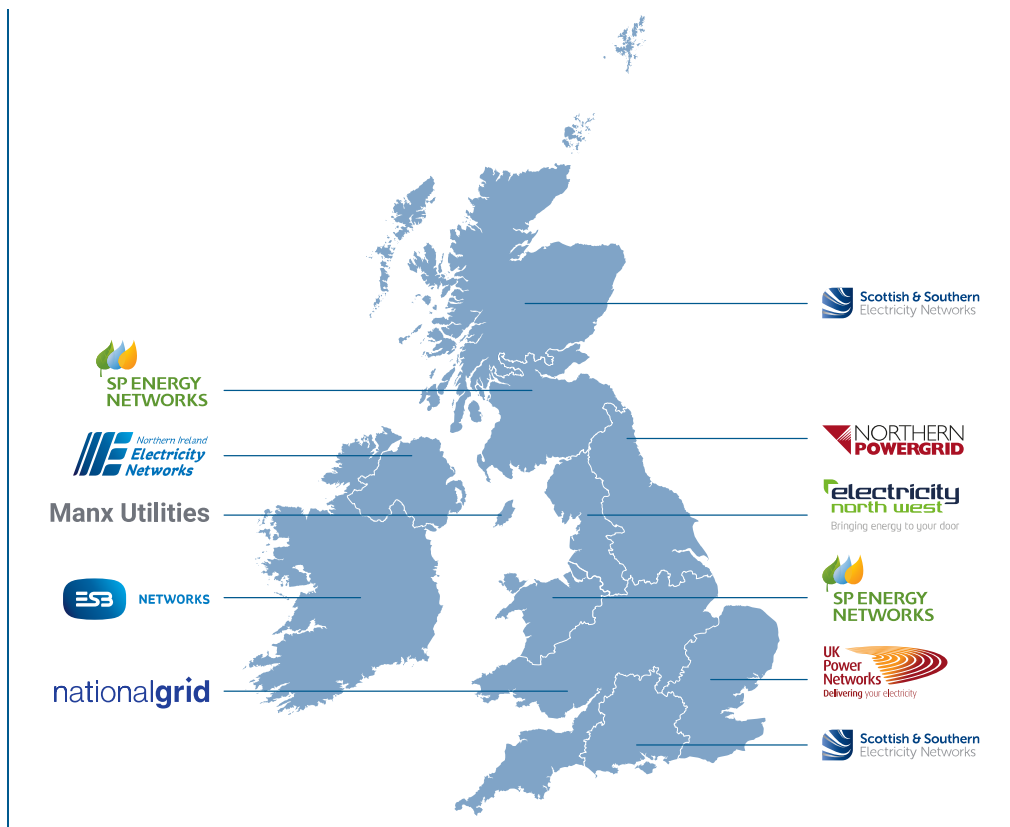 Scottish & Southern
Electricity Networks
SP ENERGY
NETWORKS
Northern Ireland
Electricity
Networks
NORTHERN
POWERGRID
Manx Utilities
electricity
north west
Bringing energy to your door
ESB
NETWORKS
SP ENERGY
NETWORKS
UK
Power
Networks
Delivering your electricity
nationalgrid
Scottish & Southern
Electricity Networks